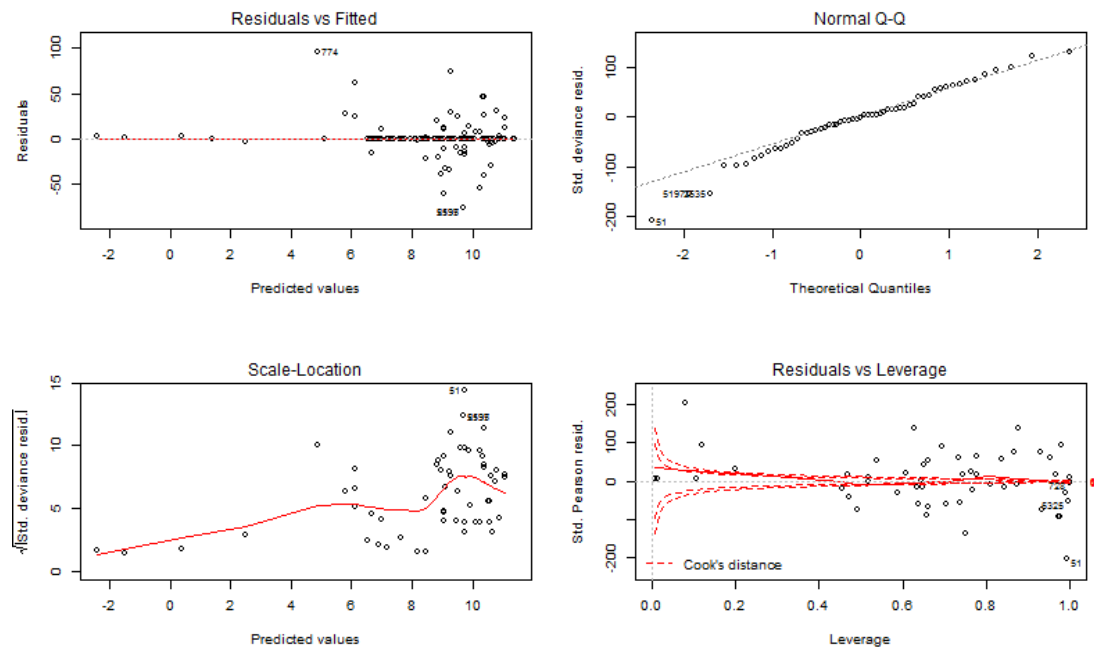 Residuals vs Fitted
Residuals
100
50
0
-50
774
-2 0 2 4 6 8 10
Predicted values
Normal Q-Q
Std. deviance resid.
100
0
-100
-200
51
-2 -1 0 1 2
Theoretical Quantiles
Scale-Location
√|Std. deviance resid.|
15
10
5
0
51
-2 0 2 4 6 8 10
Predicted values
Residuals vs Leverage
Std. Pearson resid.
200
100
0
-200
728
5325
51
Cook's distance
0.0 0.2 0.4 0.6 0.8 1.0
Leverage